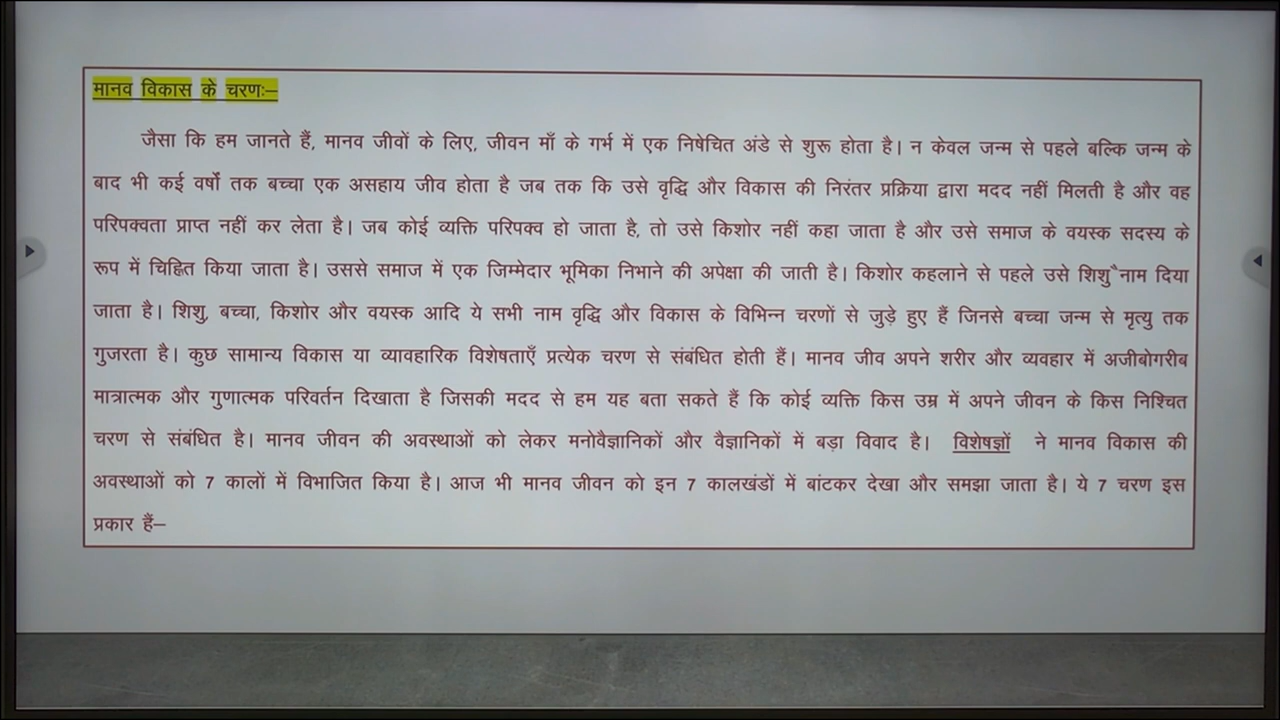 मानव विकास के चरणः–
जैसा कि हम जानते हैं, मानव जीवों के लिए, जीवन माँ के गर्भ में एक निषेचित अंडे से शुरू होता है। न केवल जन्म से पहले बल्कि जन्म के
बाद भी कई वर्षों तक बच्चा एक असहाय जीव होता है जब तक कि उसे वृद्धि और विकास की निरंतर प्रक्रिया द्वारा मदद नहीं मिलती है और वह
परिपक्वता प्राप्त नहीं कर लेता है। जब कोई व्यक्ति परिपक्व हो जाता है, तो उसे किशोर नहीं कहा जाता है और उसे समाज के वयस्क सदस्य के
रूप में चिह्नित किया जाता है। उससे समाज में एक जिम्मेदार भूमिका निभाने की अपेक्षा की जाती है। किशोर कहलाने से पहले उसे शिशु नाम दिया
जाता है। शिशु, बच्चा, किशोर और वयस्क आदि ये सभी नाम वृद्धि और विकास के विभिन्न चरणों से जुड़े हुए हैं जिनसे बच्चा जन्म से मृत्यु तक
गुजरता है। कुछ सामान्य विकास या व्यावहारिक विशेषताएँ प्रत्येक चरण से संबंधित होती हैं। मानव जीव अपने शरीर और व्यवहार में अजीबोगरीब
मात्रात्मक और गुणात्मक परिवर्तन दिखाता है जिसकी मदद से हम यह बता सकते हैं कि कोई व्यक्ति किस उम्र में अपने जीवन के किस निश्चित
चरण से संबंधित है। मानव जीवन की अवस्थाओं को लेकर मनोवैज्ञानिकों और वैज्ञानिकों में बड़ा विवाद है। विशेषज्ञों ने मानव विकास की
अवस्थाओं को 7 कालों में विभाजित किया है। आज भी मानव जीवन को इन 7 कालखंडों में बांटकर देखा और समझा जाता है। ये 7 चरण इस
प्रकार हैं–